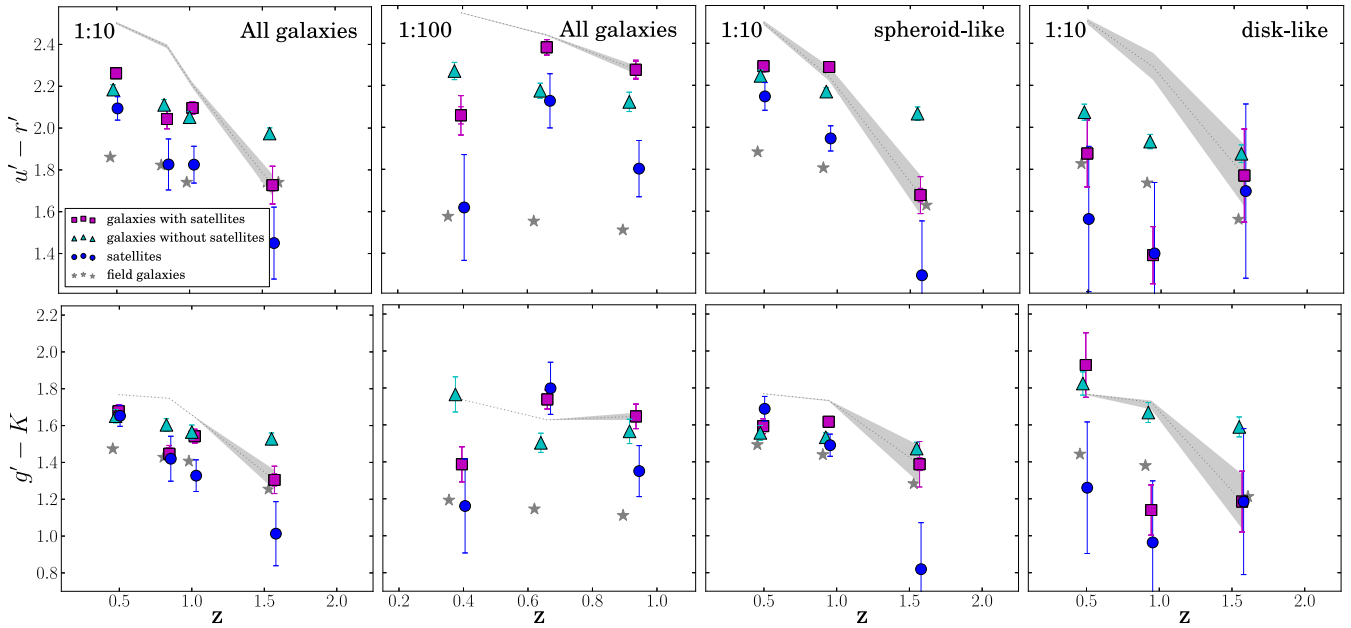 1:10 All galaxies
1:100 All galaxies
1:10 spheroid-like
1:10 disk-like
u′ − r′
2.4
2.2
2.0
1.8
1.6
1.4
galaxies with satellites
galaxies without satellites
satellites
field galaxies
g′ − K
2.2
2.0
1.8
1.6
1.4
1.2
1.0
0.8
0.5 1.0 1.5 2.0
0.2 0.4 0.6 0.8 1.0
0.5 1.0 1.5 2.0
0.5 1.0 1.5 2.0
z z z z